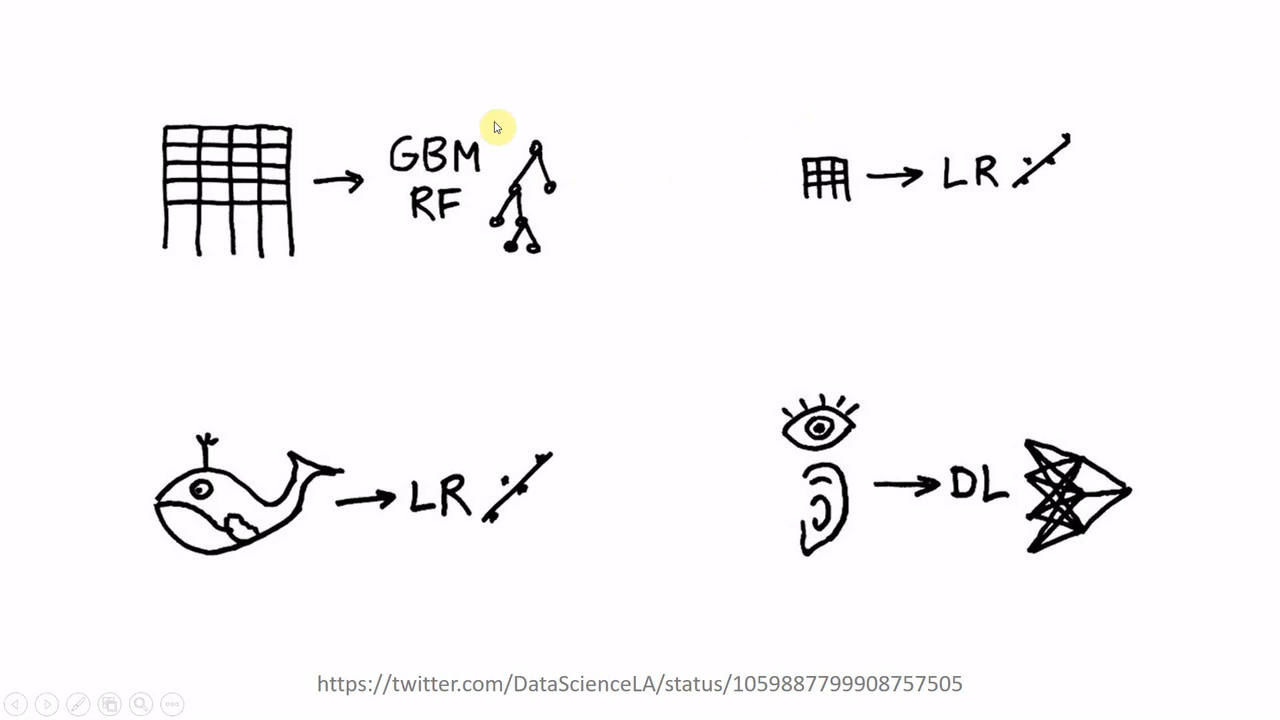 GBM
RF
LR
LR
DL
https://twitter.com/DataScienceLA/status/1059887799908757505